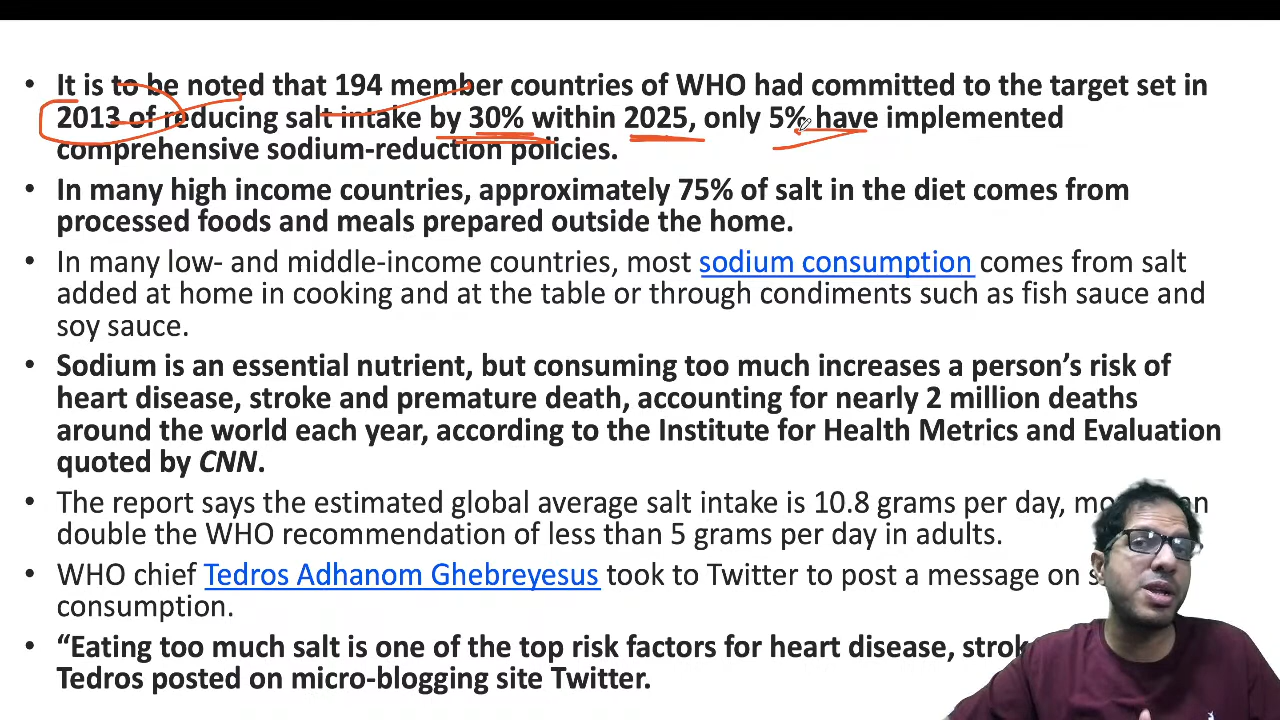 • It is to be noted that 194 member countries of WHO had committed to the target set in
2013 of reducing salt intake by 30% within 2025, only 5% have implemented
comprehensive sodium-reduction policies.
• In many high income countries, approximately 75% of salt in the diet comes from
processed foods and meals prepared outside the home.
• In many low- and middle-income countries, most sodium consumption comes from salt
added at home in cooking and at the table or through condiments such as fish sauce and
soy sauce.
• Sodium is an essential nutrient, but consuming too much increases a person’s risk of
heart disease, stroke and premature death, accounting for nearly 2 million deaths
around the world each year, according to the Institute for Health Metrics and Evaluation
quoted by CNN.
• The report says the estimated global average salt intake is 10.8 grams per day,
double the WHO recommendation of less than 5 grams per day in adults.
• WHO chief Tedros Adhanom Ghebreyesus took to Twitter to post a message on
consumption.
• “Eating too much salt is one of the top risk factors for heart disease,
Tedros posted on micro-blogging site Twitter.